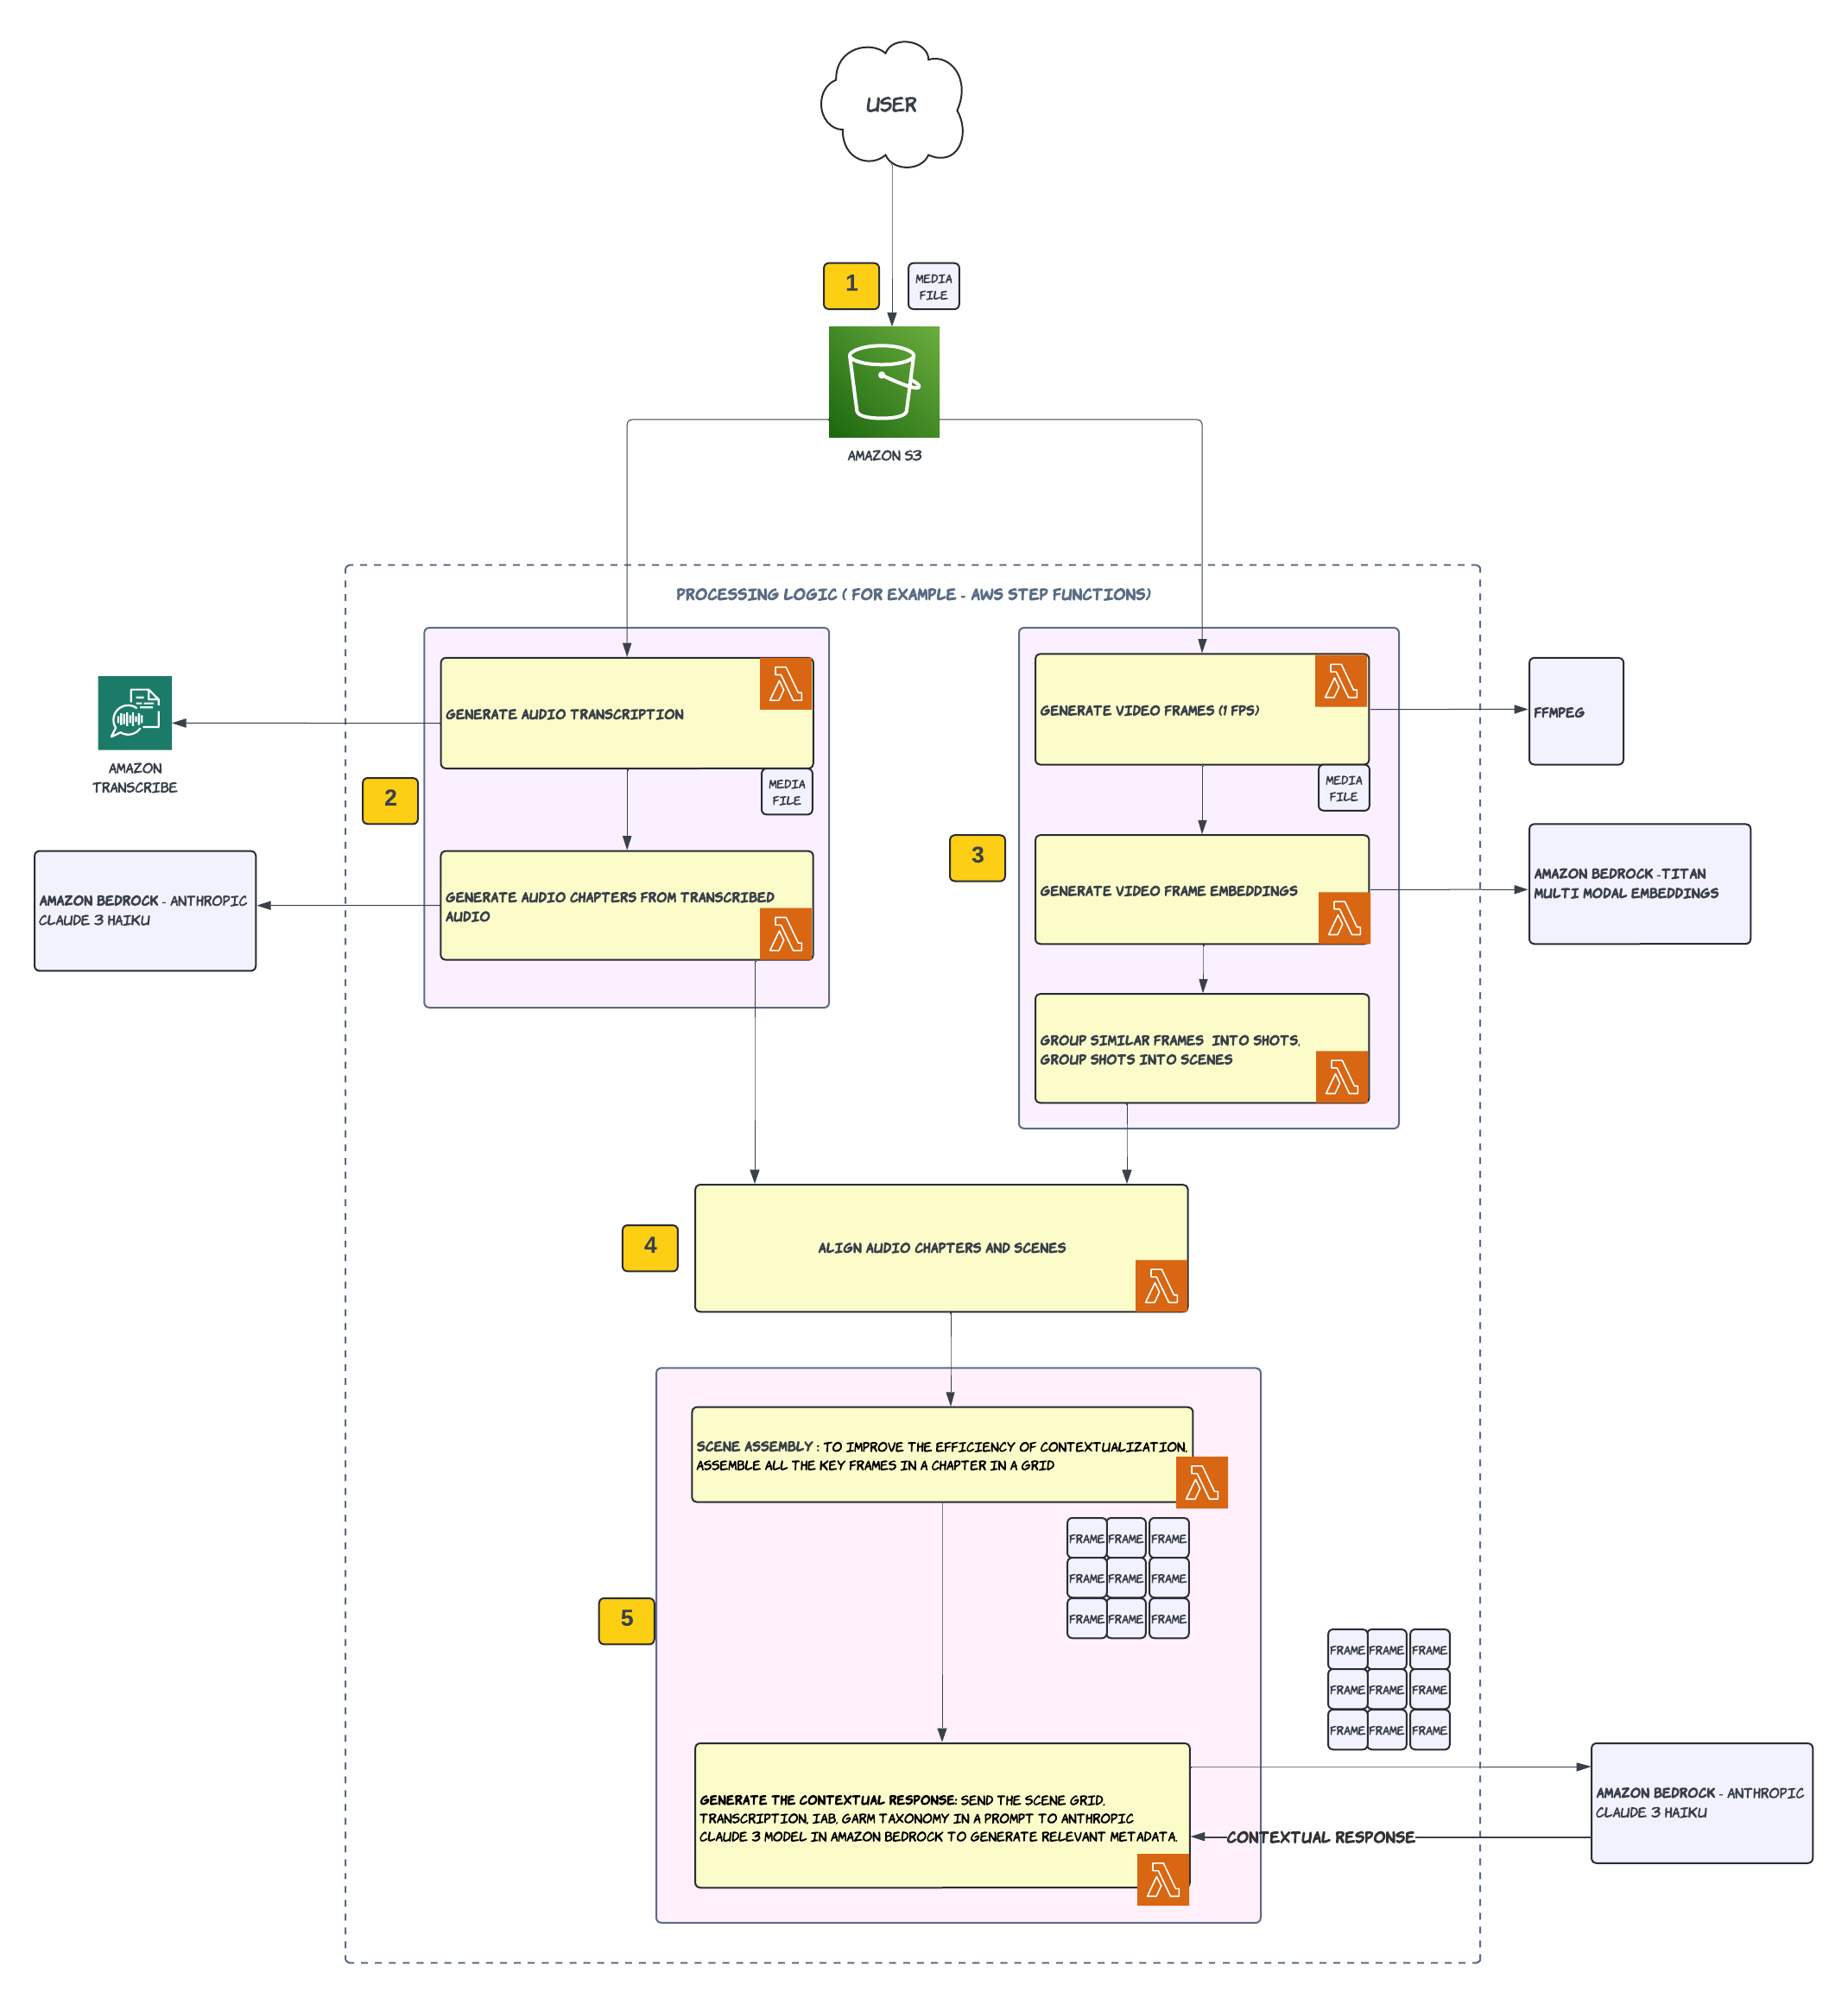 USER
1
MEDIA
FILE
AMAZON S3
PROCESSING LOGIC ( FOR EXAMPLE - AWS STEP FUNCTIONS)
GENERATE AUDIO TRANSCRIPTION
AMAZON
TRANSCRIBE
MEDIA
FILE
2
GENERATE AUDIO CHAPTERS FROM TRANSCRIBED
AUDIO
AMAZON BEDROCK - ANTHROPIC
CLAUDE 3 HAIKU
GENERATE VIDEO FRAMES (1 FPS)
FFMPEG
MEDIA
FILE
3
GENERATE VIDEO FRAME EMBEDDINGS
AMAZON BEDROCK -TITAN
MULTI MODAL EMBEDDINGS
GROUP SIMILAR FRAMES  INTO SHOTS,
GROUP SHOTS INTO SCENES
4
ALIGN AUDIO CHAPTERS AND SCENES
SCENE ASSEMBLY : TO IMPROVE THE EFFICIENCY OF CONTEXTUALIZATION,
ASSEMBLE ALL THE KEY FRAMES IN A CHAPTER IN A GRID
FRAME FRAME FRAME
FRAME FRAME FRAME
FRAME FRAME FRAME
5
FRAME FRAME FRAME
FRAME FRAME FRAME
FRAME FRAME FRAME
GENERATE THE CONTEXTUAL RESPONSE: SEND THE SCENE GRID,
TRANSCRIPTION, IAB, GARM TAXONOMY IN A PROMPT TO ANTHROPIC
CLAUDE 3 MODEL IN AMAZON BEDROCK TO GENERATE RELEVANT METADATA.
CONTEXTUAL RESPONSE
AMAZON BEDROCK - ANTHROPIC
CLAUDE 3 HAIKU